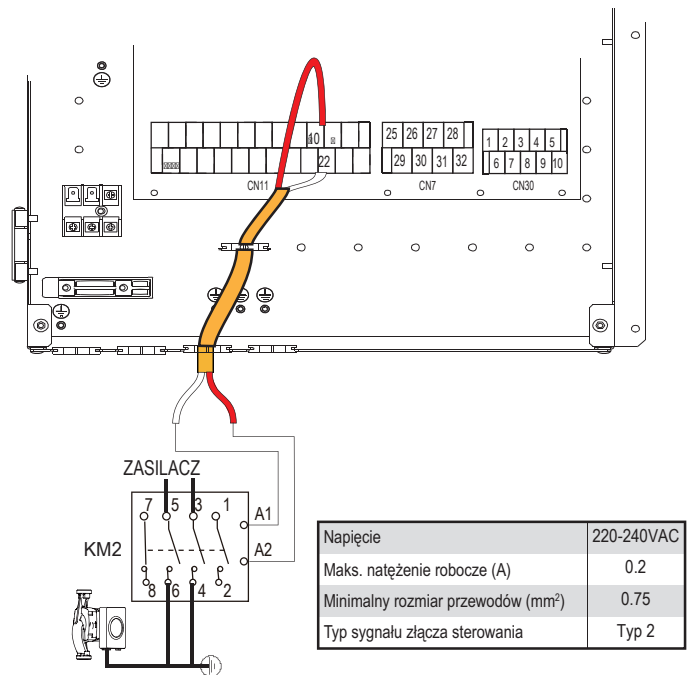 10
22
CN11
25 26 27 28
29 30 31 32
CN7
1 2 3 4 5
6 7 8 9 10
CN30
ZASILACZ
7 5 3 1
A1
KM2
A2
8 6 4 2
Napięcie 220-240VAC
Maks. natężenie robocze (A) 0.2
Minimalny rozmiar przewodów (mm²) 0.75
Typ sygnału złącza sterowania Typ 2